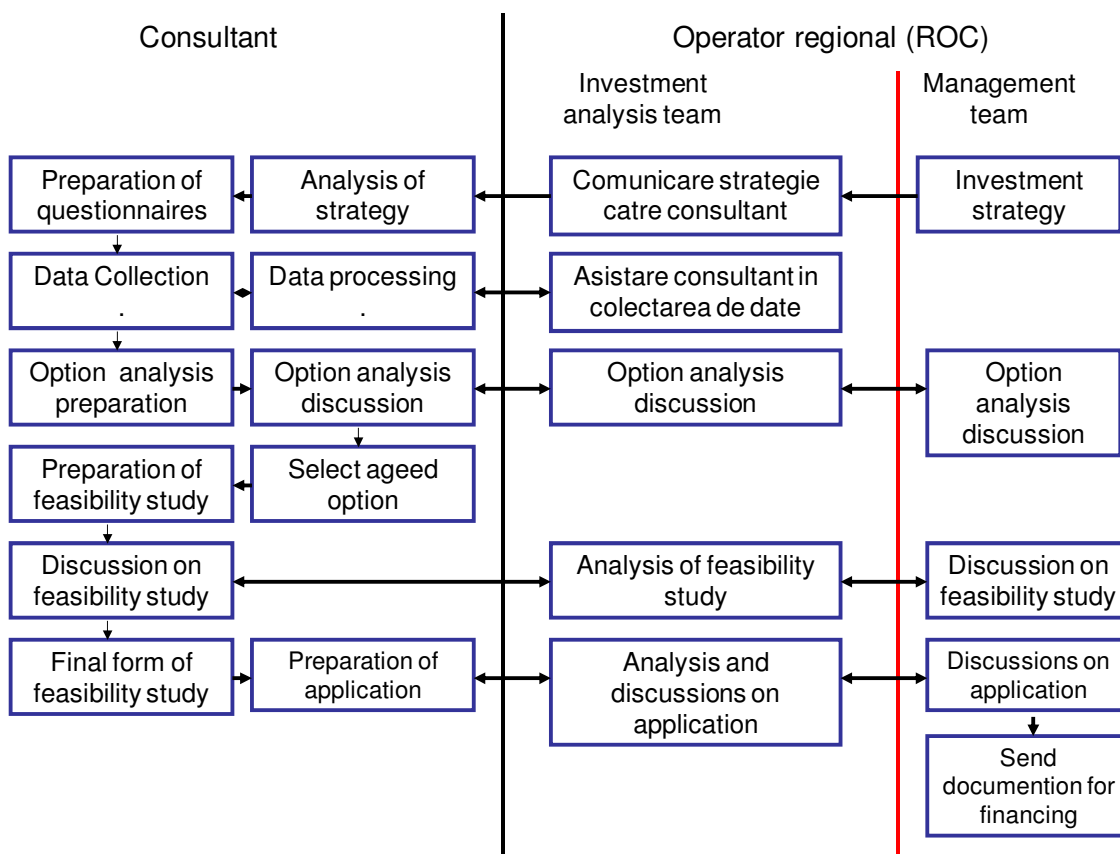 Consultant
Operator regional (ROC)
Investment
analysis team
Management
team
Preparation of
questionnaires
Analysis of
strategy
Comunicare strategie
catre consultant
Investment
strategy
Data Collection
.
Data processing
.
Asistare consultant in
colectarea de date
Option analysis
preparation
Option analysis
discussion
Option analysis
discussion
Option
analysis
discussion
Preparation of
feasibility study
Select ageed
option
Discussion on
feasibility study
Analysis of feasibility
study
Discussion on
feasibility study
Final form of
feasibility study
Preparation of
application
Analysis and
discussions on
application
Discussions on
application
Send
documention for
financing